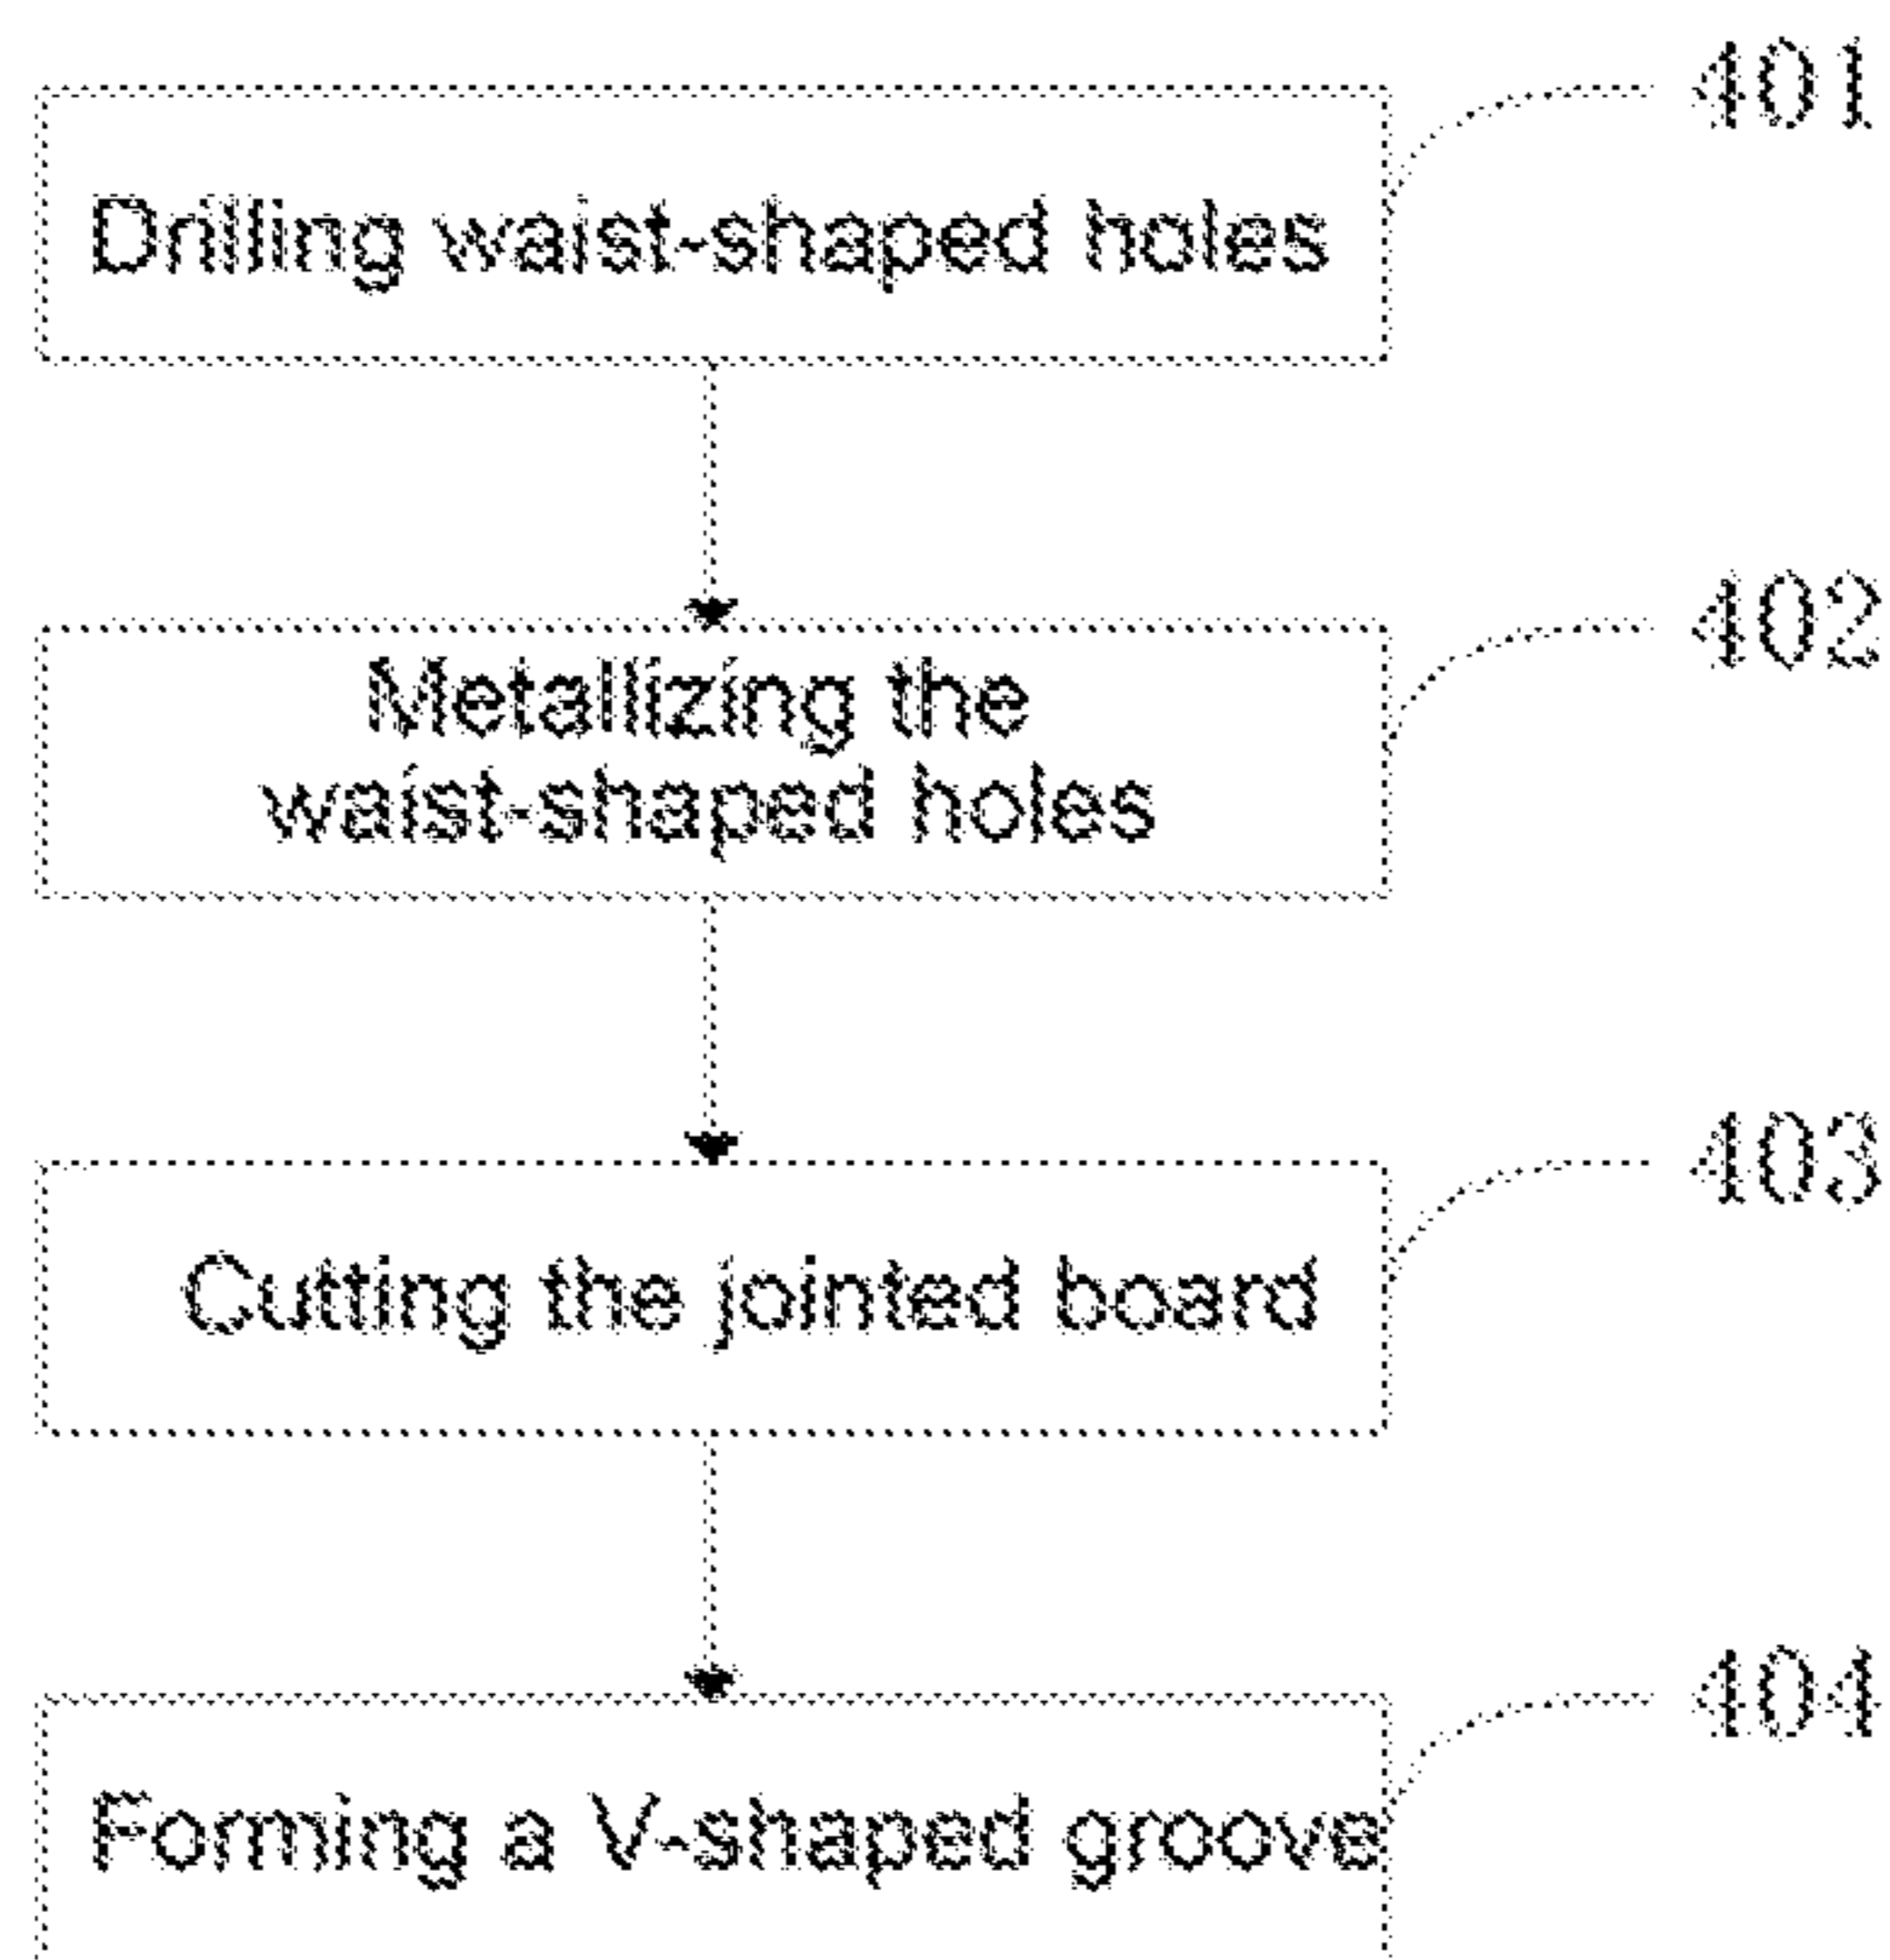 401
Drilling waist-shaped holes
402
Metallizing the
waist-shaped holes
403
Cutting the jointed board
404
Forming a V-shaped groove